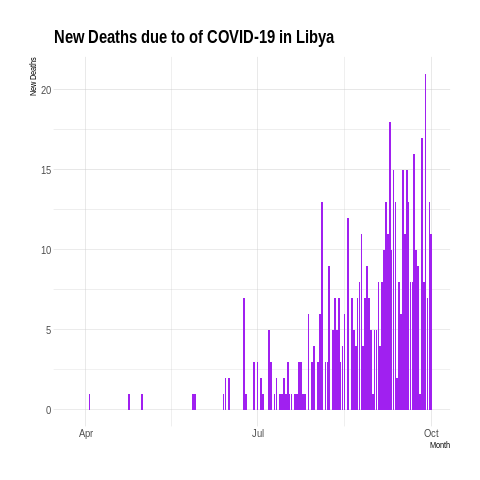 New Deaths due to of COVID-19 in Libya
New Deaths
20
15
10
5
0
Apr
Jul
Oct
Month